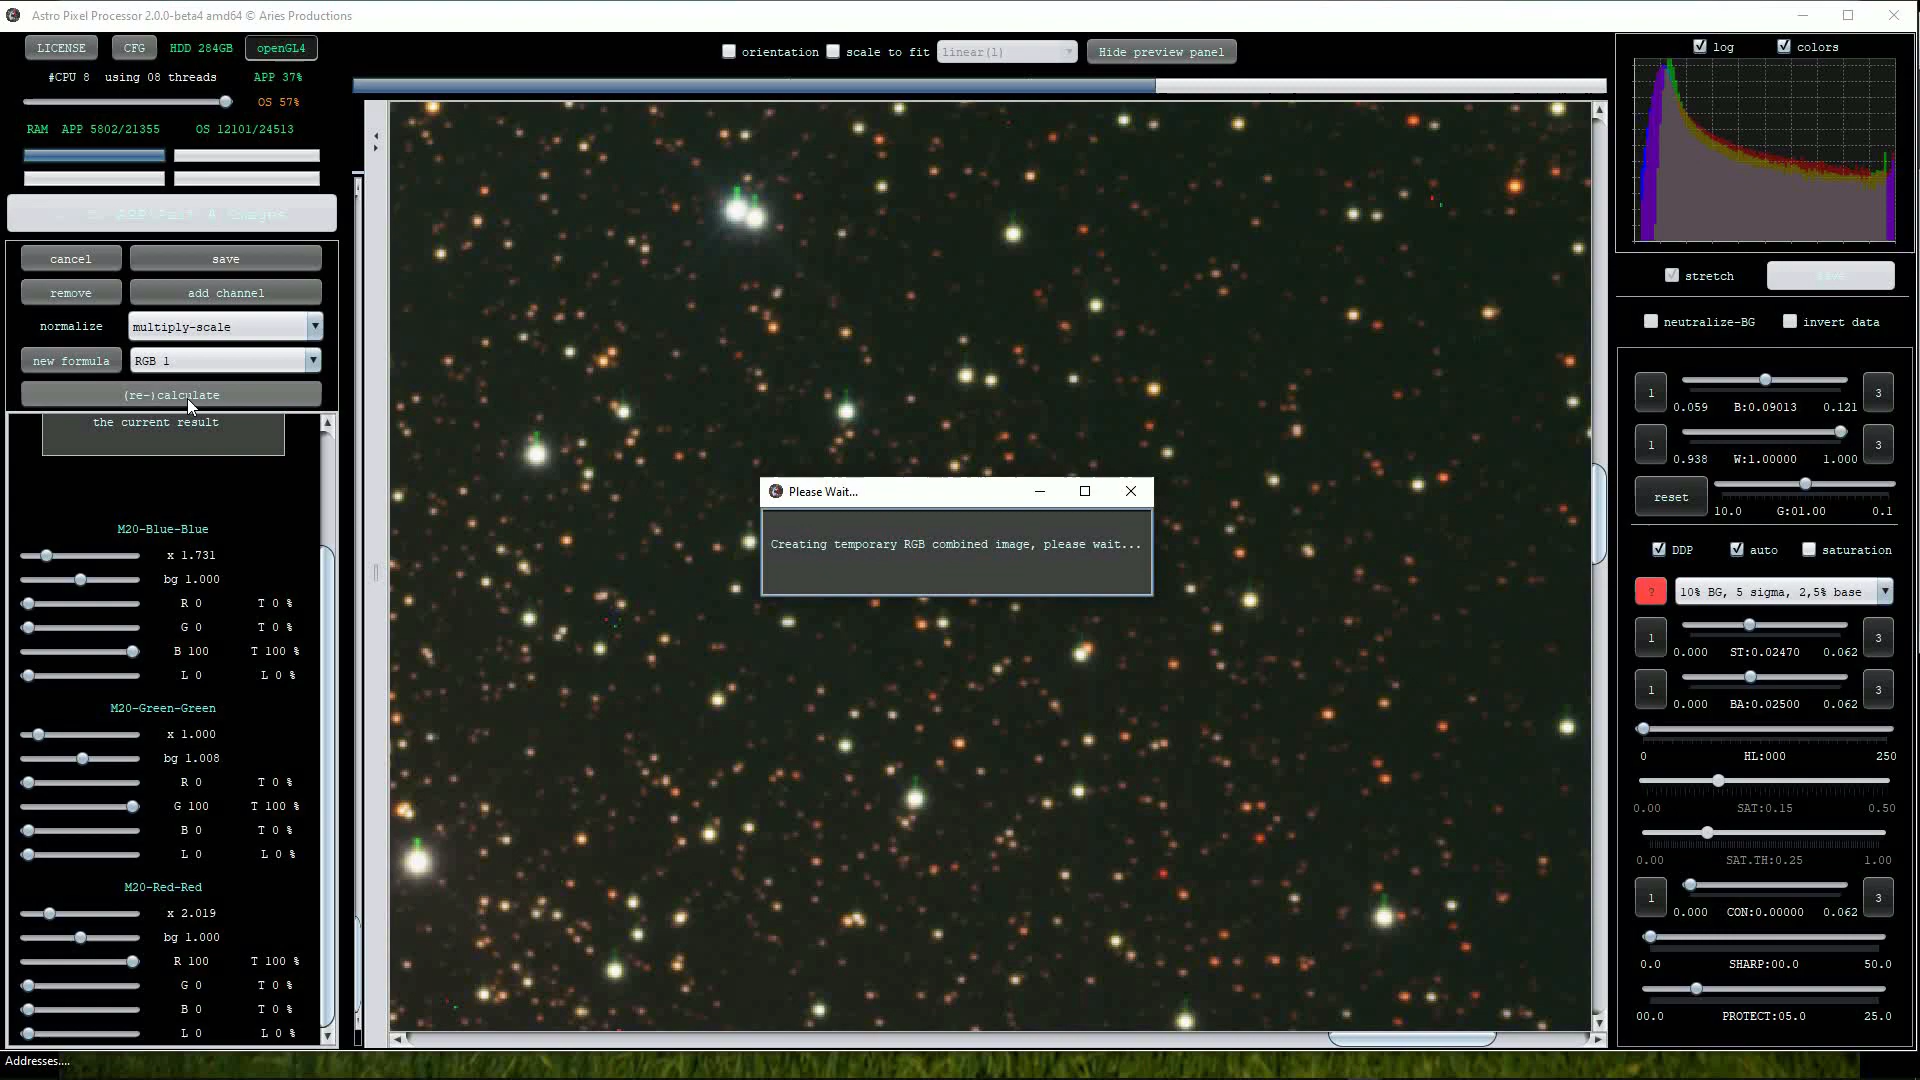 Astro Pixel Processor 2.0.0-beta4 amd64 © Aries Productions
LICENSE CFG HDD 284GB openGL4
#CPU 8 using 08 threads APP 37%
OS 57%
RAM APP 5802/21355 OS 12101/24513
cancel save
remove add channel
normalize multiply-scale
new formula RGB 1
(re-)calculate
the current result
M20-Blue-Blue
x 1.731
bg 1.000
R 0 T 0 %
G 0 T 0 %
B 100 T 100 %
L 0 L 0 %
M20-Green-Green
x 1.000
bg 1.008
R 0 T 0 %
G 100 T 100 %
B 0 T 0 %
L 0 L 0 %
M20-Red-Red
x 2.019
bg 1.000
R 100 T 100 %
G 0 T 0 %
B 0 T 0 %
L 0 L 0 %
Addresses....
orientation scale to fit linear(1) Hide preview panel
Please Wait...
Creating temporary RGB combined image, please wait...
log colors
stretch save
neutralize-BG invert data
1 0.059 B:0.09013 0.121 3
1 0.938 W:1.00000 1.000 3
reset 10.0 G:01.00 0.1
DDP auto saturation
? 10% BG, 5 sigma, 2,5% base
1 0.000 ST:0.02470 0.062 3
1 0.000 BA:0.02500 0.062 3
0 HL:000 250
0.00 SAT:0.15 0.50
0.00 SAT.TH:0.25 1.00
1 0.000 CON:0.00000 0.062 3
0.0 SHARP:00.0 50.0
00.0 PROTECT:05.0 25.0